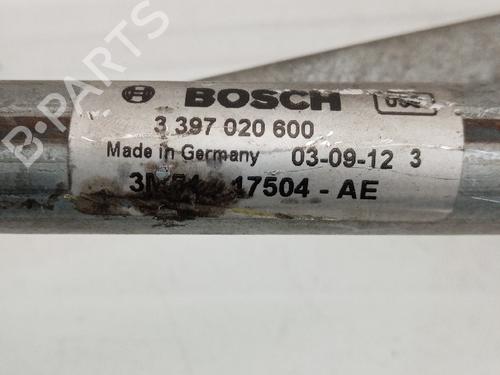 BOSCH
3 397 020 600
Made in Germany 03-09-12 3
17504 - AE
B-PARTS